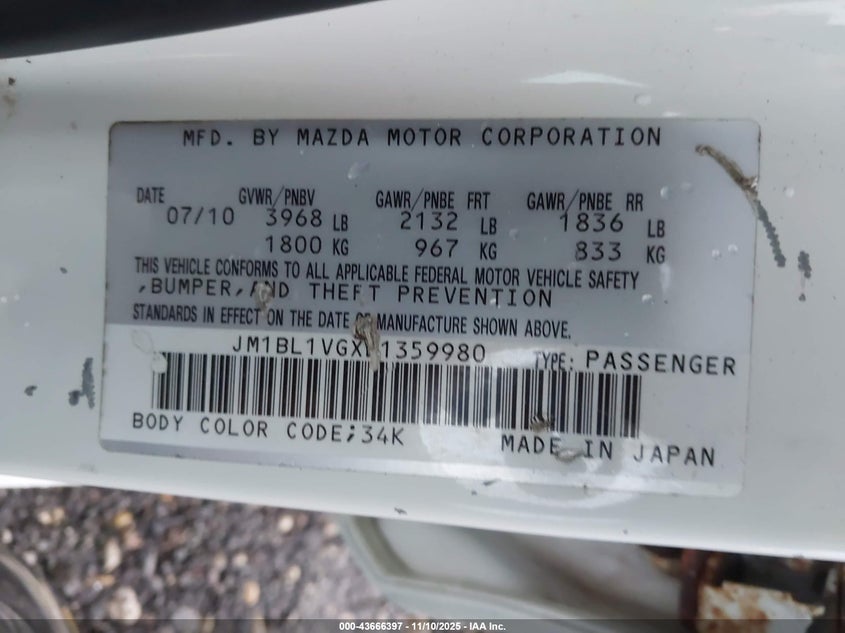 MFD. BY MAZDA MOTOR CORPORATION
DATE GVWR/PNBV GAWR/PNBE FRT GAWR/PNBE RR
07/10 3968 LB 2132 LB 1836 LB
1800 KG 967 KG 833 KG
THIS VEHICLE CONFORMS TO ALL APPLICABLE FEDERAL MOTOR VEHICLE SAFETY
,BUMPER,AND THEFT PREVENTION
STANDARDS IN EFFECT ON THE DATE OF MANUFACTURE SHOWN ABOVE.
TYPE: PASSENGER
BODY COLOR CODE;34K MADE IN JAPAN
000-43666397 - 11/10/2025 - IAA Inc.